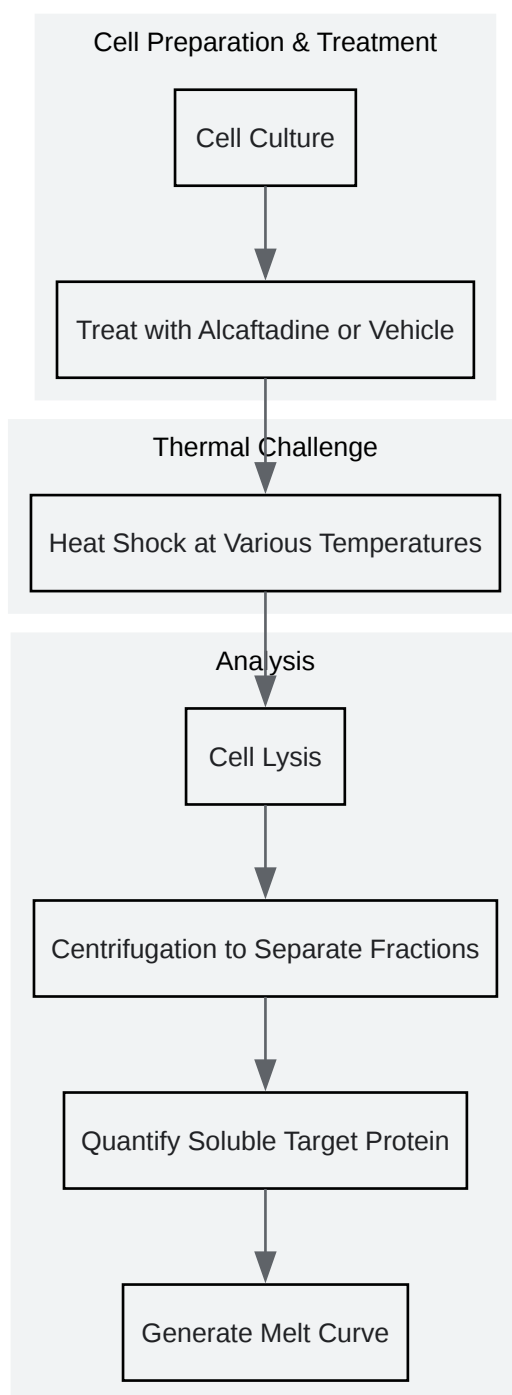 Cell Preparation & Treatment
Cell Culture
Treat with Alcaftadine or Vehicle
Thermal Challenge
Heat Shock at Various Temperatures
Analysis
Cell Lysis
Centrifugation to Separate Fractions
Quantify Soluble Target Protein
Generate Melt Curve